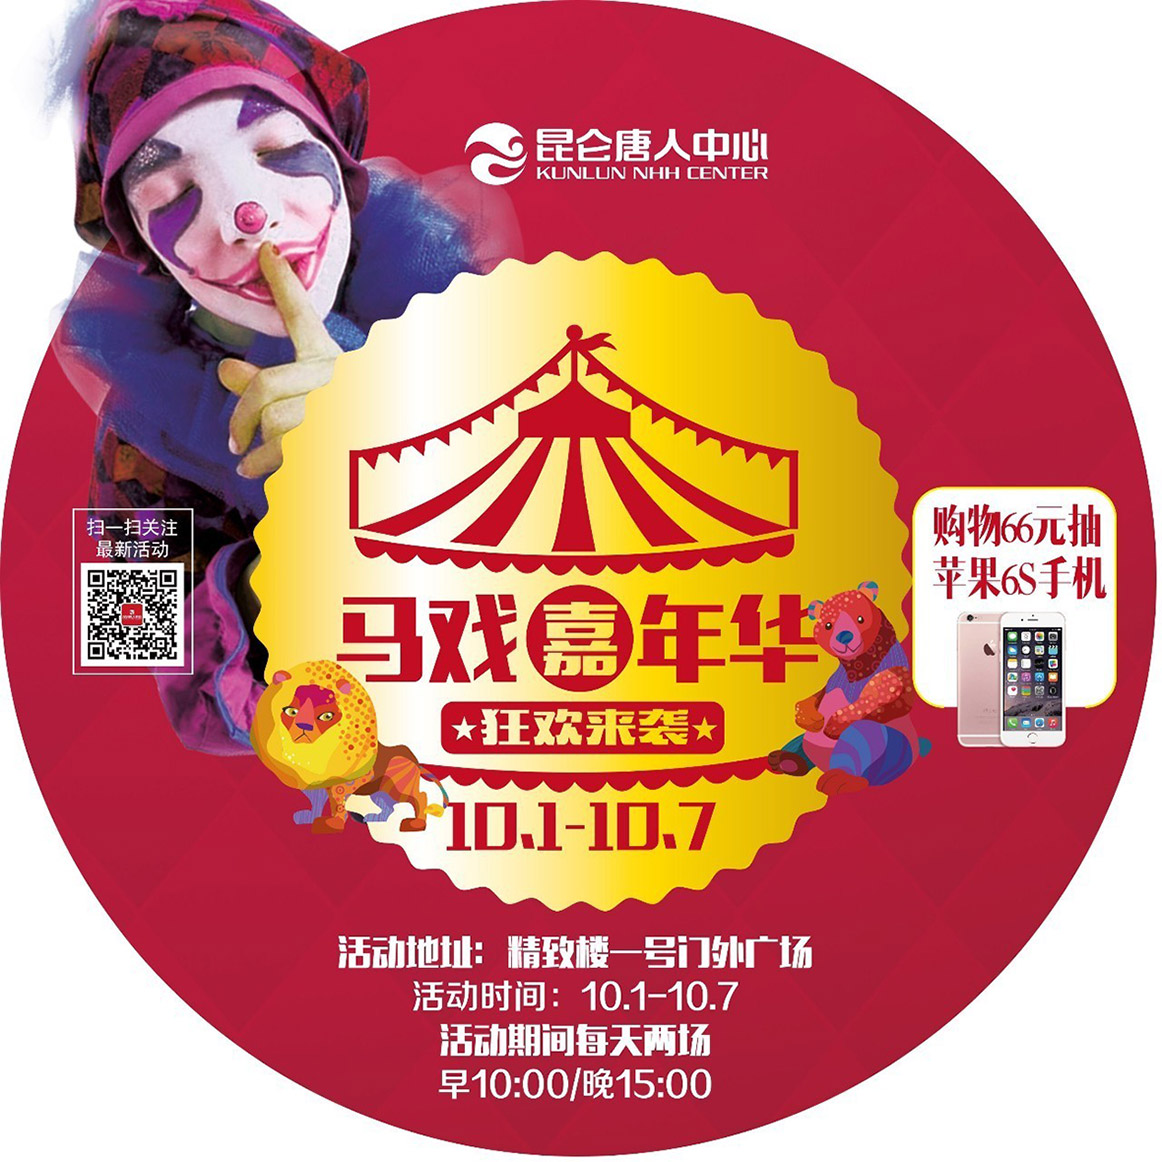 昆仑唐人中心
KUNLUN NHH CENTER
扫一扫关注
最新活动
购物66元抽
苹果6S手机
马戏嘉年华
★狂欢来袭★
10、1-10、7
活动地址：精致楼一号门外广场
活动时间：10.1-10.7
活动期间每天两场
早10:00/晚15:00